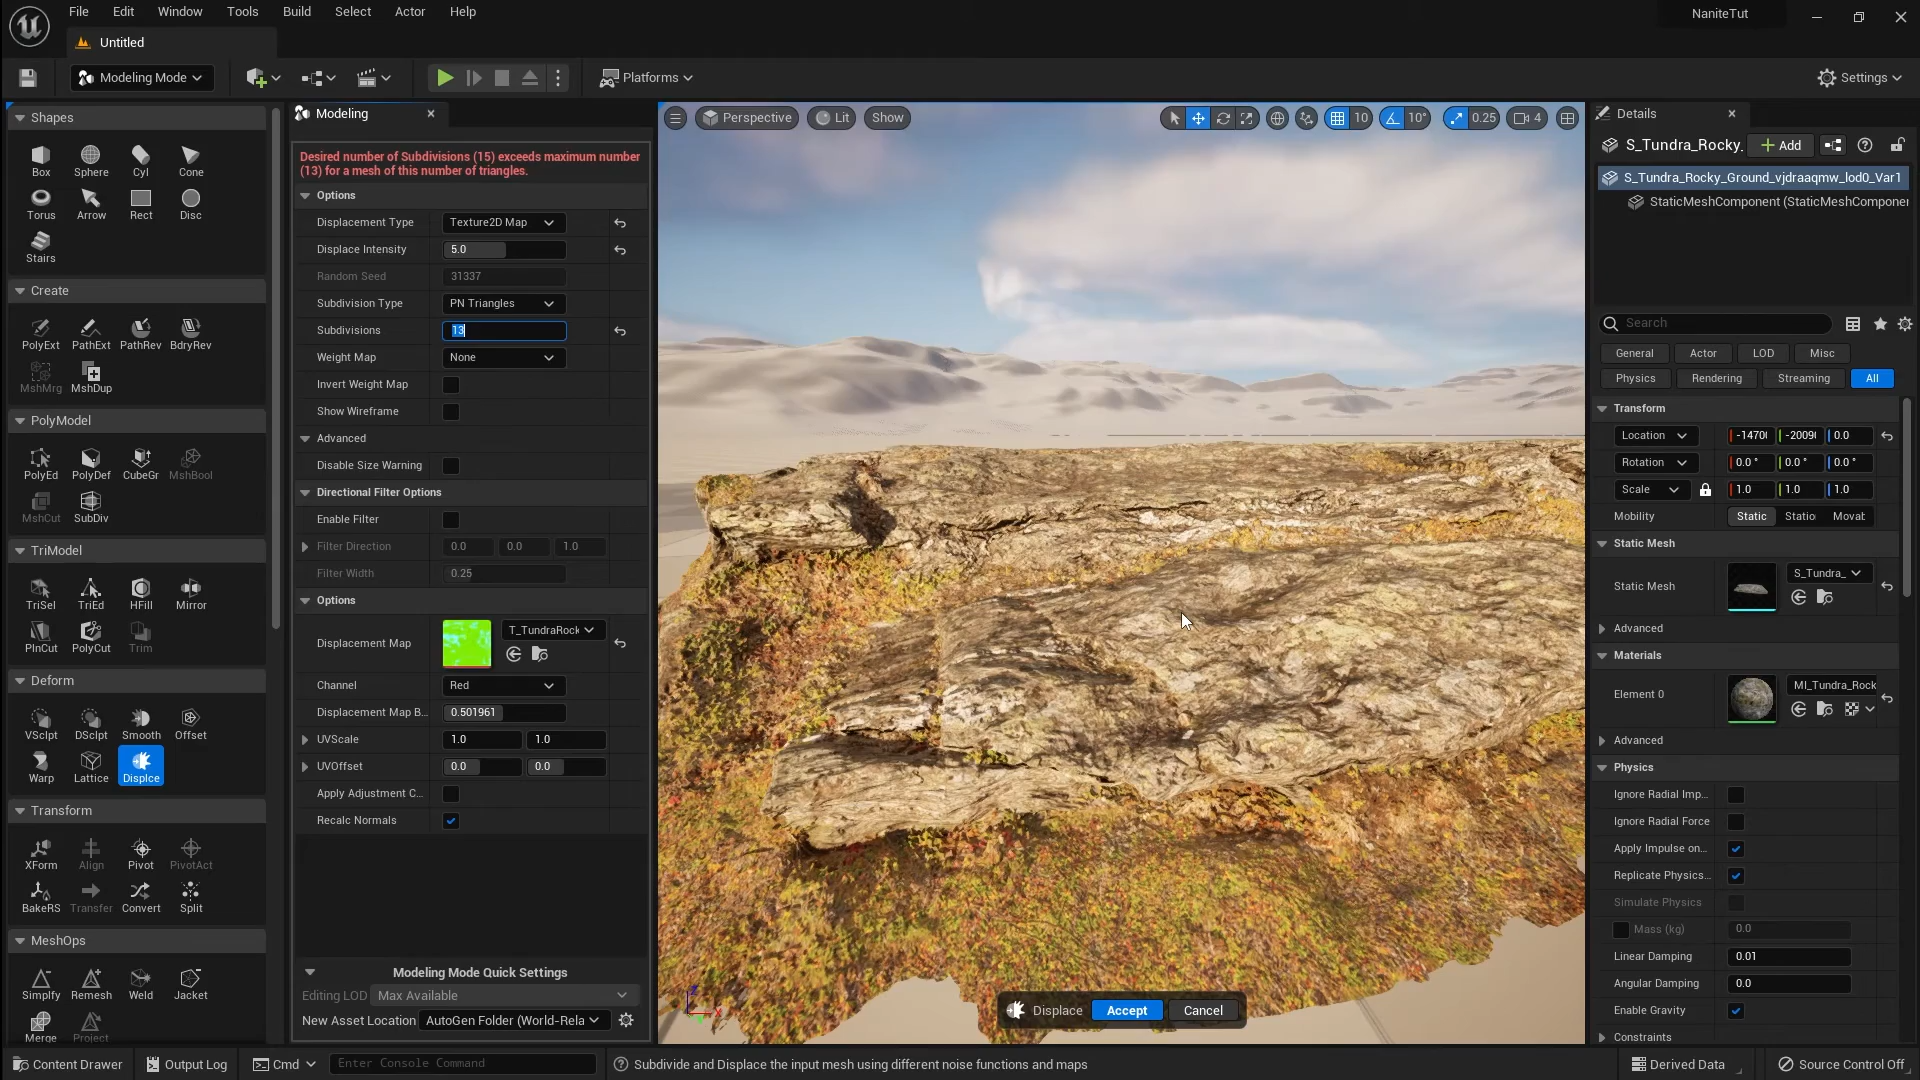 File Edit Window Tools Build Select Actor Help
NaniteTut
Untitled
Modeling Mode
Platforms
Settings
Shapes
Box Sphere Cyl Cone
Torus Arrow Rect Disc
Stairs
Create
PolyExt PathExt PathRev BdryRev
MshMrg MshDup
PolyModel
PolyEd PolyDef CubeGr MshBool
MshCut SubDiv
TriModel
TriSel TriEd HFill Mirror
PlnCut PolyCut Trim
Deform
VSclpt DSclpt Smooth Offset
Warp Lattice Displce
Transform
XForm Align Pivot PivotAct
BakeRS Transfer Convert Split
MeshOps
Simplfy Remesh Weld Jacket
Merge Project
Modeling
Desired number of Subdivisions (15) exceeds maximum number
(13) for a mesh of this number of triangles.
Options
Displacement Type Texture2D Map
Displace Intensity 5.0
Random Seed 31337
Subdivision Type PN Triangles
Subdivisions 13
Weight Map None
Invert Weight Map
Show Wireframe
Advanced
Disable Size Warning
Directional Filter Options
Enable Filter
Filter Direction 0.0 0.0 1.0
Filter Width 0.25
Options
Displacement Map T_TundraRock
Channel Red
Displacement Map B... 0.501961
UVScale 1.0 1.0
UVOffset 0.0 0.0
Apply Adjustment C...
Recalc Normals
Modeling Mode Quick Settings
Editing LOD Max Available
New Asset Location AutoGen Folder (World-Rela
Perspective Lit Show
10 10° 0.25 4
Displace Accept Cancel
Details
S_Tundra_Rocky. + Add
S_Tundra_Rocky_Ground_vjdraaqmw_lod0_Var1
StaticMeshComponent (StaticMeshComponer
Search
General Actor LOD Misc
Physics Rendering Streaming All
Transform
Location -1470 -2009 0.0
Rotation 0.0 ° 0.0 ° 0.0 °
Scale 1.0 1.0 1.0
Mobility Static Statio Movat
Static Mesh
Static Mesh S_Tundra_
Advanced
Materials
Element 0 MI_Tundra_Rock
Advanced
Physics
Ignore Radial Imp...
Ignore Radial Force
Apply Impulse on...
Replicate Physics...
Simulate Physics
Mass (kg) 0.0
Linear Damping 0.01
Angular Damping 0.0
Enable Gravity
Constraints
Content Drawer Output Log Cmd Enter Console Command Subdivide and Displace the input mesh using different noise functions and maps Derived Data Source Control Off